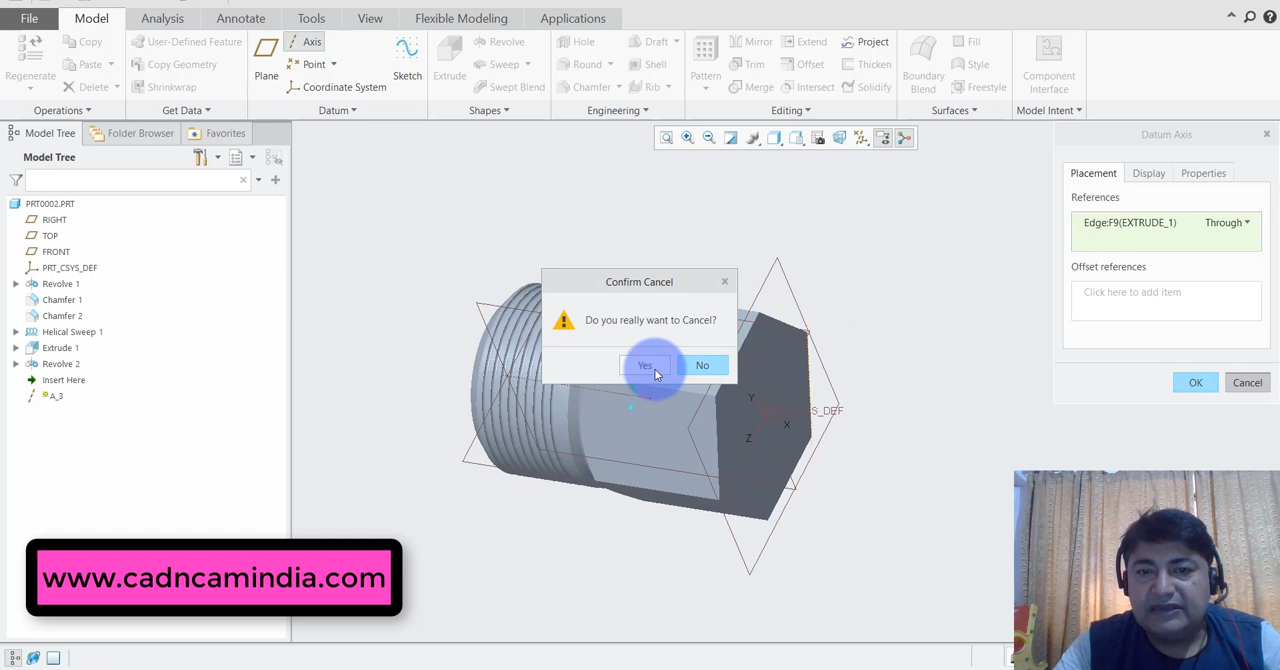 File
Model
Analysis
Annotate
Tools
View
Flexible Modeling
Applications
Regenerate
Copy
Paste
Delete
User-Defined Feature
Copy Geometry
Shrinkwrap
Plane
Axis
Point
Coordinate System
Sketch
Extrude
Revolve
Sweep
Swept Blend
Hole
Round
Chamfer
Draft
Shell
Rib
Pattern
Mirror
Trim
Merge
Extend
Offset
Intersect
Project
Thicken
Solidify
Boundary
Blend
Fill
Style
Freestyle
Component
Interface
Operations
Get Data
Datum
Shapes
Engineering
Editing
Surfaces
Model Intent
Model Tree
Folder Browser
Favorites
Model Tree
PRT0002.PRT
RIGHT
TOP
FRONT
PRT_CSYS_DEF
Revolve 1
Chamfer 1
Chamfer 2
Helical Sweep 1
Extrude 1
Revolve 2
Insert Here
A_3
Confirm Cancel
Do you really want to Cancel?
Yes
No
Y
X
Z
S_DEF
Datum Axis
Placement
Display
Properties
References
Edge:F9(EXTRUDE_1)
Through
Offset references
Click here to add item
OK
Cancel
www.cadncamindia.com